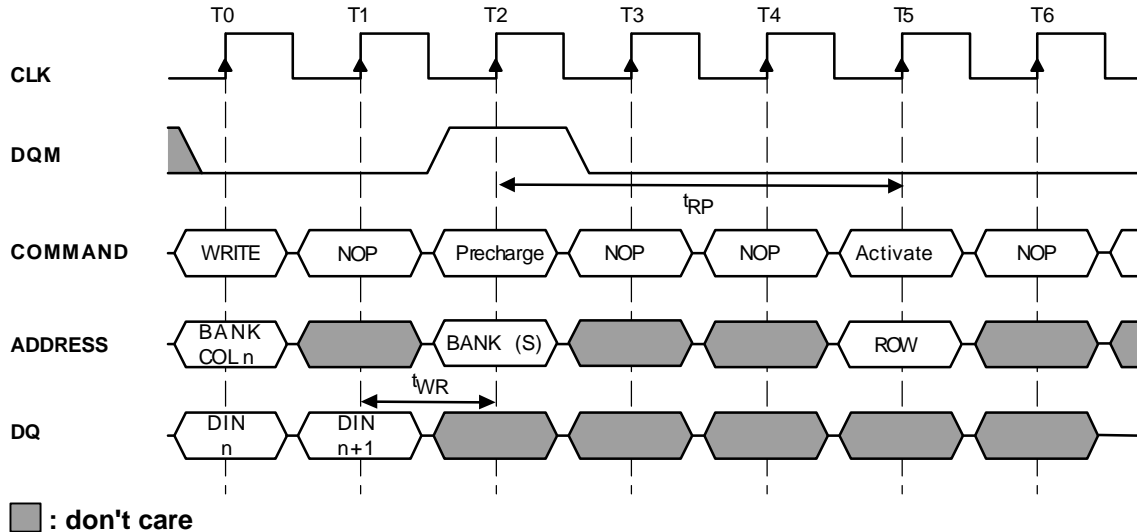 T0 T1 T2 T3 T4 T5 T6
CLK
DQM
tRP
COMMAND WRITE NOP Precharge NOP NOP Activate NOP
ADDRESS BANK COL n BANK (S) ROW
tWR
DQ DIN n DIN n+1
: don't care